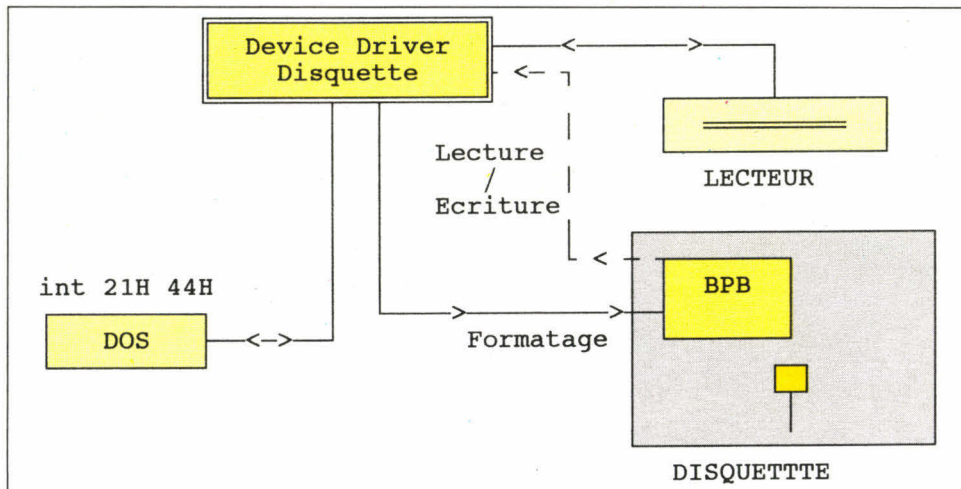 Device Driver
Disquette
Lecture
/
Ecriture
LECTEUR
int 21H 44H
DOS
BPB
Formatage
DISQUETTTE